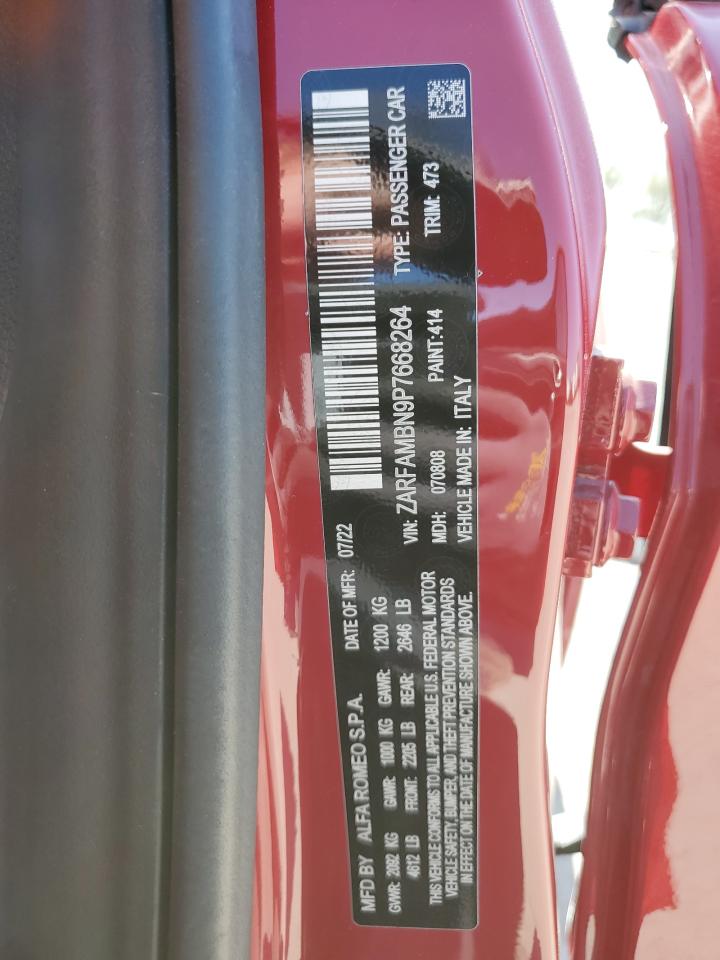 MFD BY ALFA ROMEO S.P.A. DATE OF MFR: 07/22
GVWR: 2092 KG GAWR: 1000 KG GAWR: 1200 KG
4612 LB FRONT: 2205 LB REAR: 2646 LB
THIS VEHICLE CONFORMS TO ALL APPLICABLE U.S. FEDERAL MOTOR
VEHICLE SAFETY, BUMPER, AND THEFT PREVENTION STANDARDS
IN EFFECT ON THE DATE OF MANUFACTURE SHOWN ABOVE.
VIN: ZARFAMBN9P7668264 TYPE: PASSENGER CAR
MDH: 070808 PAINT:414 TRIM: 473
VEHICLE MADE IN: ITALY